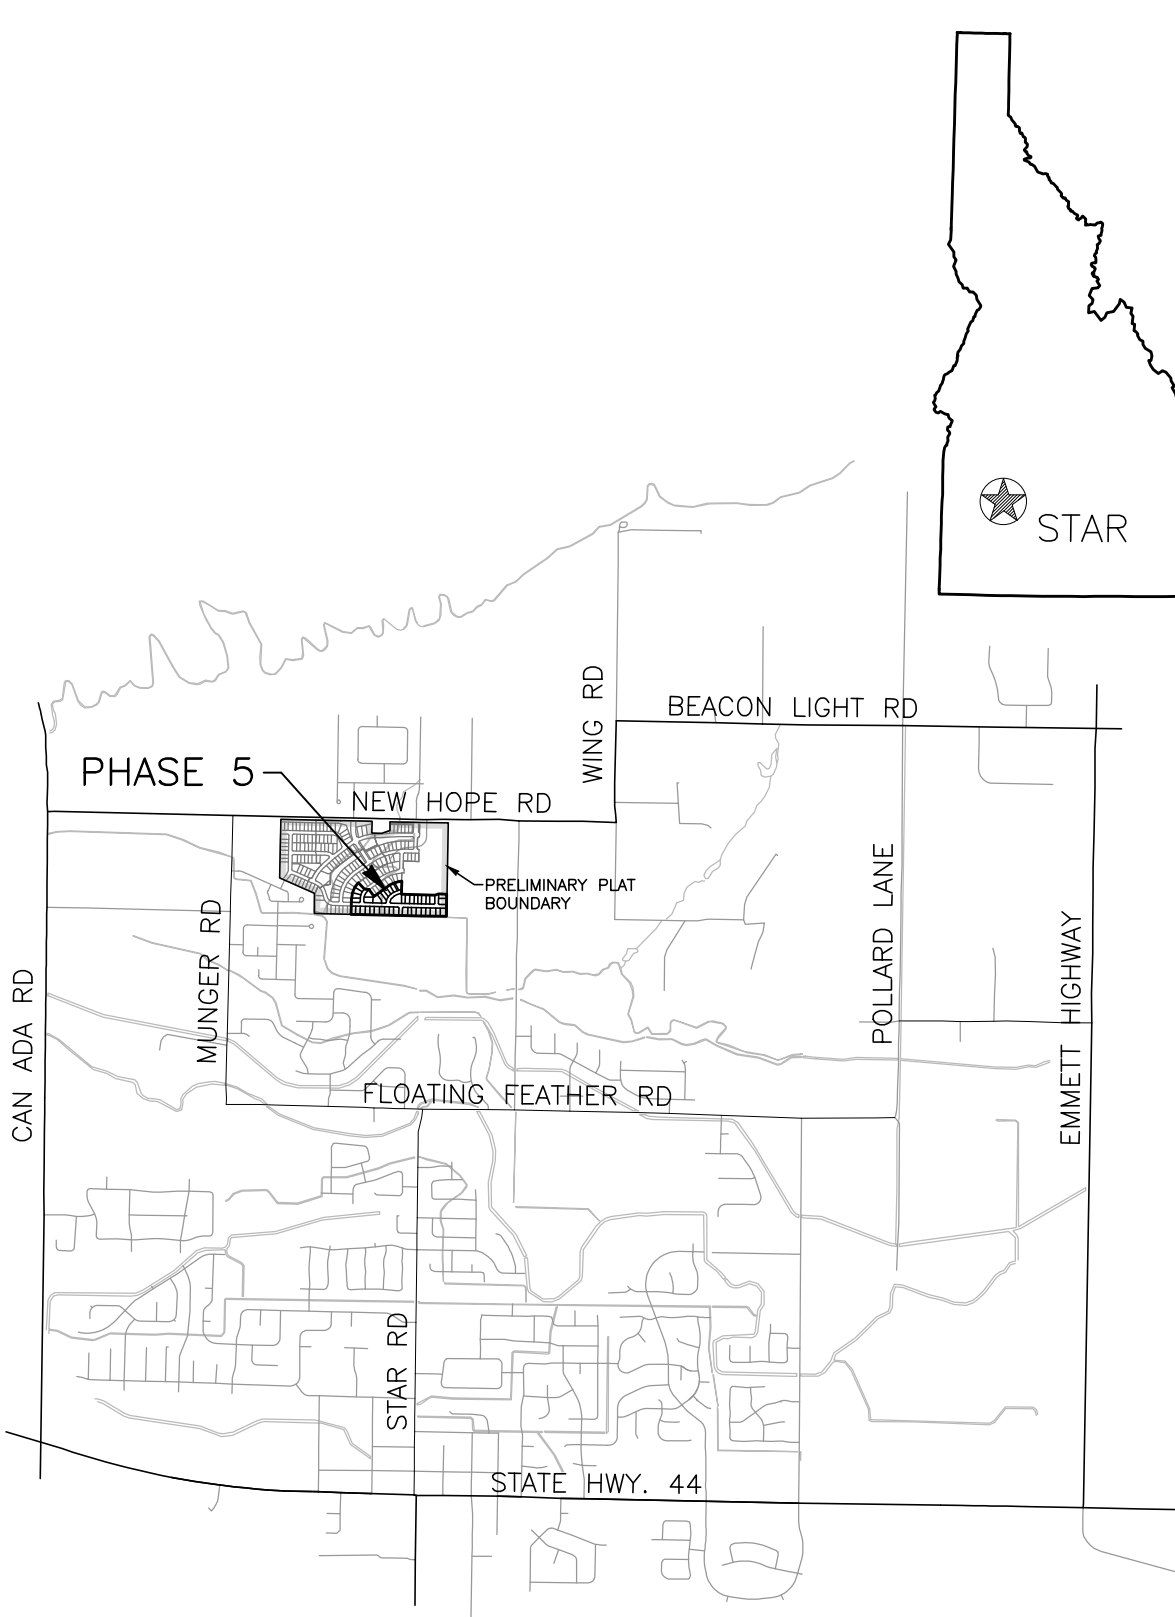 STAR
WING RD
BEACON LIGHT RD
PHASE 5
NEW HOPE RD
PRELIMINARY PLAT
BOUNDARY
MUNGER RD
POLLARD LANE
EMMETT HIGHWAY
CAN ADA RD
FLOATING FEATHER RD
STAR RD
STATE HWY. 44